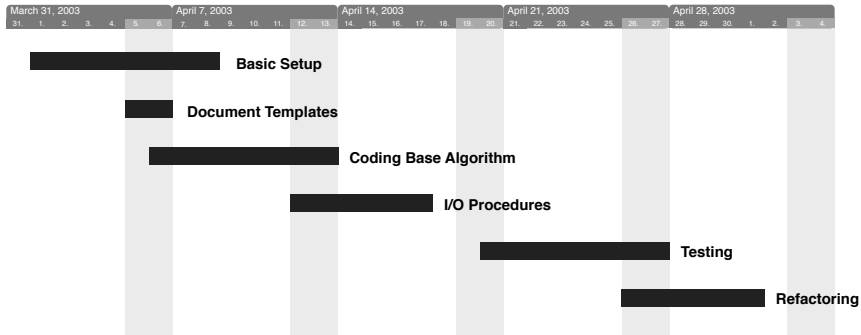 March 31, 2003 April 7, 2003 April 14, 2003 April 21, 2003 April 28, 2003
31. 1. 2. 3. 4. 5. 6. 7. 8. 9. 10. 11. 12. 13. 14. 15. 16. 17. 18. 19. 20. 21. 22. 23. 24. 25. 26. 27. 28. 29. 30. 1. 2. 3. 4.
Basic Setup
Document Templates
Coding Base Algorithm
I/O Procedures
Testing
Refactoring